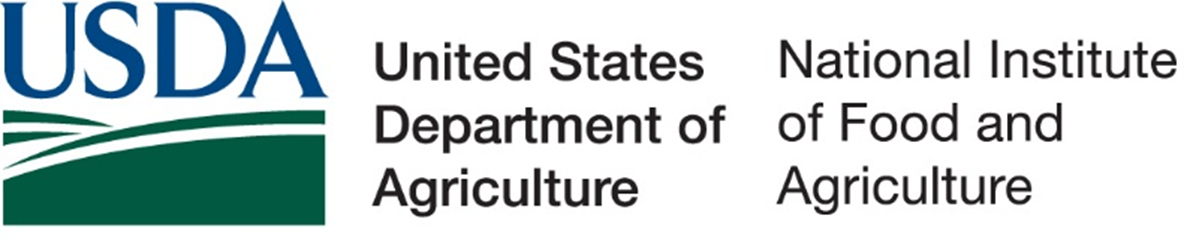 USDA
United States
Department of
Agriculture
National Institute
of Food and
Agriculture